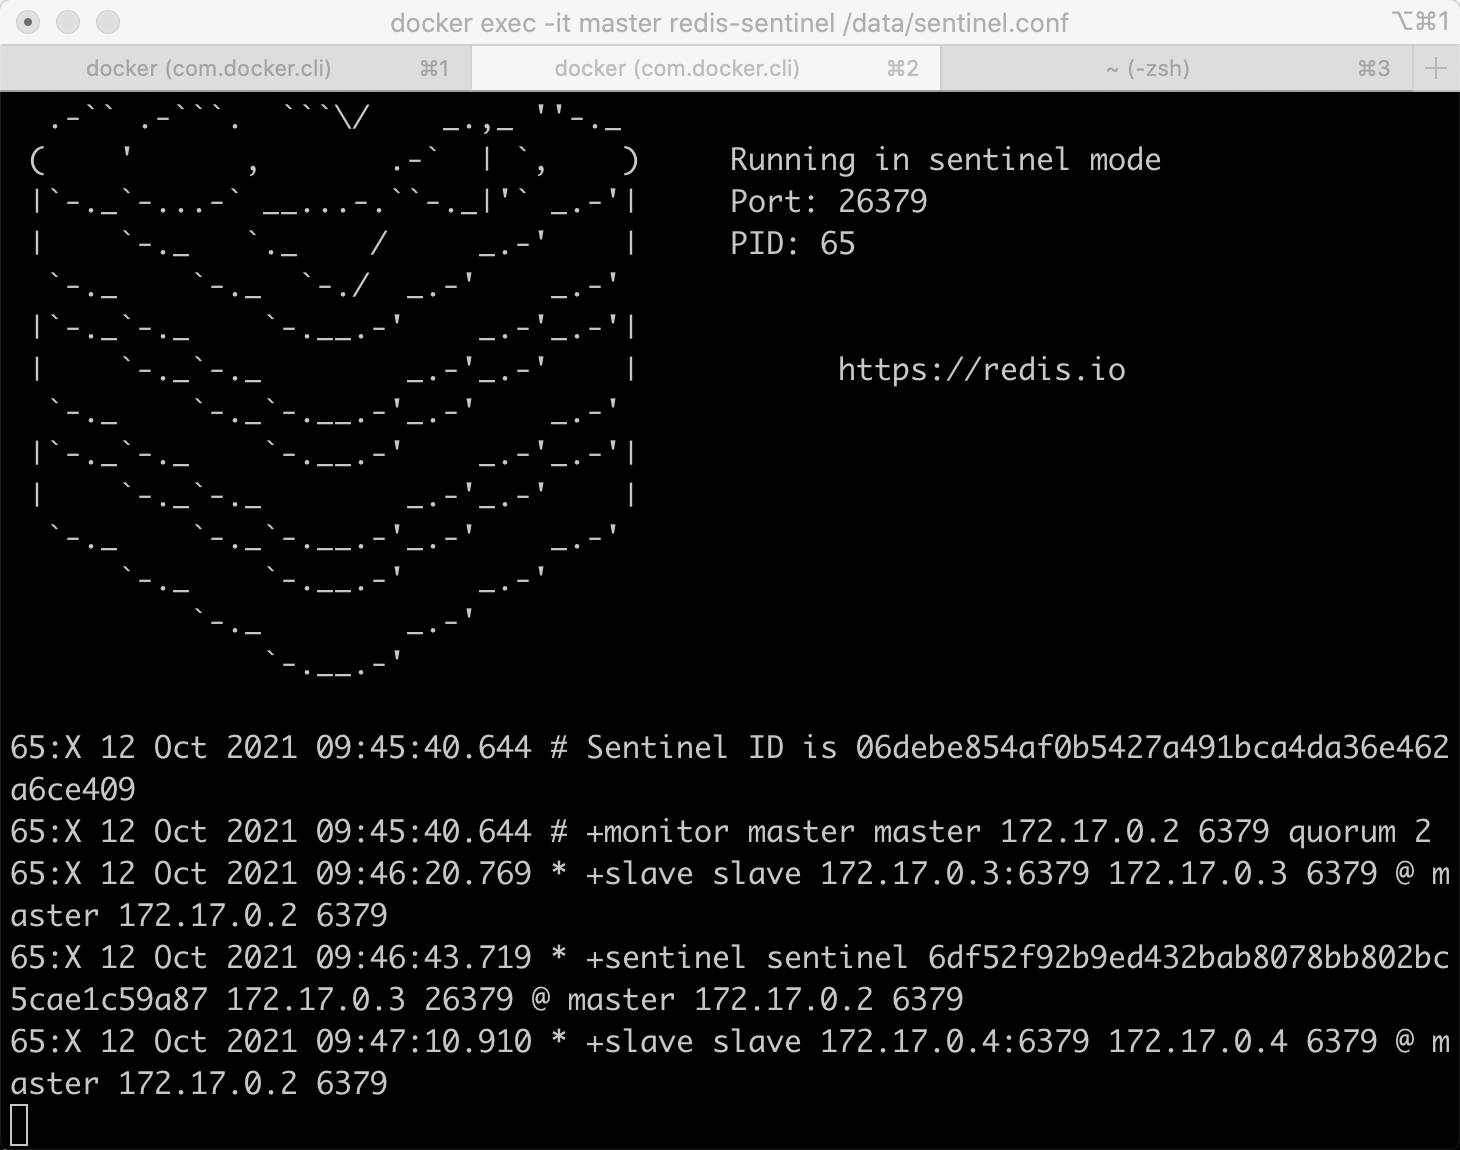 docker exec -it master redis-sentinel /data/sentinel.conf
⌥⌘1
docker (com.docker.cli) ⌘1
docker (com.docker.cli) ⌘2
~ (-zsh) ⌘3
Running in sentinel mode
Port: 26379
PID: 65
https://redis.io
65:X 12 Oct 2021 09:45:40.644 # Sentinel ID is 06debe854af0b5427a491bca4da36e462
a6ce409
65:X 12 Oct 2021 09:45:40.644 # +monitor master master 172.17.0.2 6379 quorum 2
65:X 12 Oct 2021 09:46:20.769 * +slave slave 172.17.0.3:6379 172.17.0.3 6379 @ m
aster 172.17.0.2 6379
65:X 12 Oct 2021 09:46:43.719 * +sentinel sentinel 6df52f92b9ed432bab8078bb802bc
5cae1c59a87 172.17.0.3 26379 @ master 172.17.0.2 6379
65:X 12 Oct 2021 09:47:10.910 * +slave slave 172.17.0.4:6379 172.17.0.4 6379 @ m
aster 172.17.0.2 6379